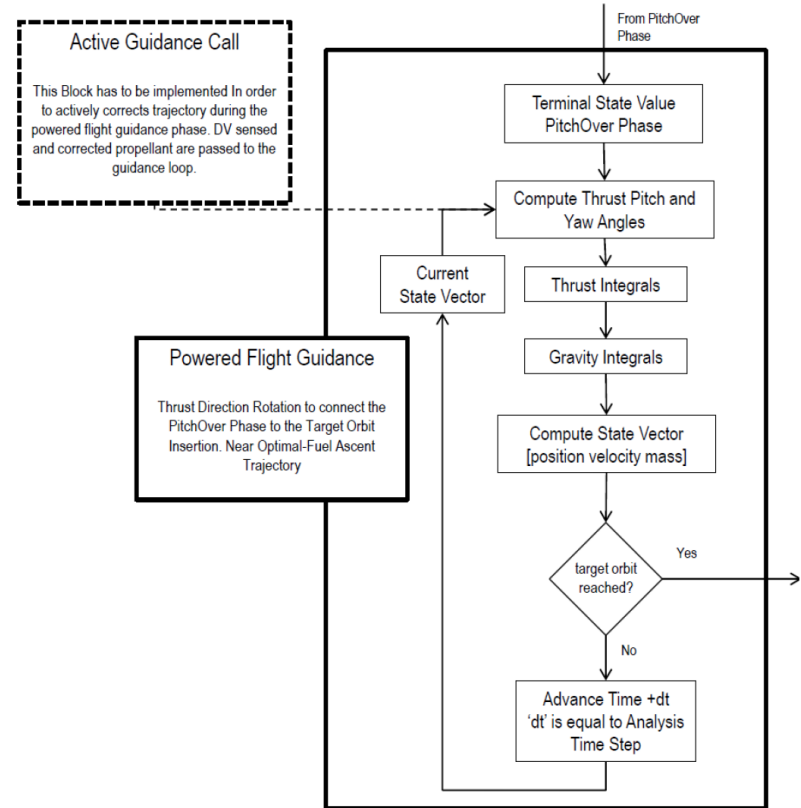 From PitchOver
Phase
Active Guidance Call
This Block has to be implemented In order
to actively corrects trajectory during the
powered flight guidance phase. DV sensed
and corrected propellant are passed to the
guidance loop.
Terminal State Value
PitchOver Phase
Compute Thrust Pitch and
Yaw Angles
Current
State Vector
Thrust Integrals
Powered Flight Guidance
Thrust Direction Rotation to connect the
PitchOver Phase to the Target Orbit
Insertion. Near Optimal-Fuel Ascent
Trajectory
Gravity Integrals
Compute State Vector
[position velocity mass]
target orbit
reached?
Yes
No
Advance Time +dt
‘dt’ is equal to Analysis
Time Step